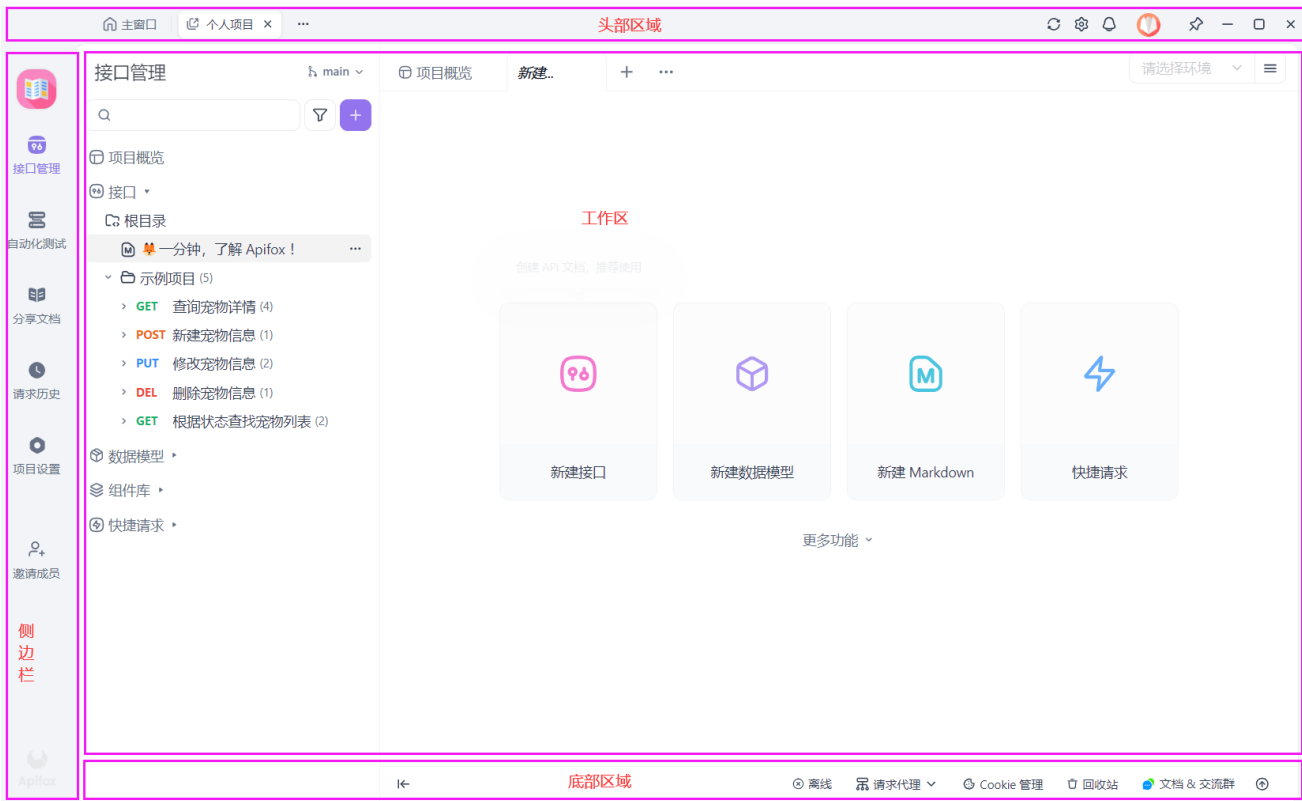 主窗口
个人项目
头部区域
接口管理
main
项目概览
新建...
请选择环境
接口管理
自动化测试
分享文档
请求历史
项目设置
邀请成员
侧
边
栏
Apifox
项目概览
接口
根目录
一分钟，了解 Apifox！
示例项目 (5)
GET 查询宠物详情 (4)
POST 新建宠物信息 (1)
PUT 修改宠物信息 (2)
DEL 删除宠物信息 (1)
GET 根据状态查找宠物列表 (2)
数据模型
组件库
快捷请求
工作区
创建 API 文档，推荐使用
新建接口
新建数据模型
新建 Markdown
快捷请求
更多功能
底部区域
离线
请求代理
Cookie 管理
回收站
文档 & 交流群